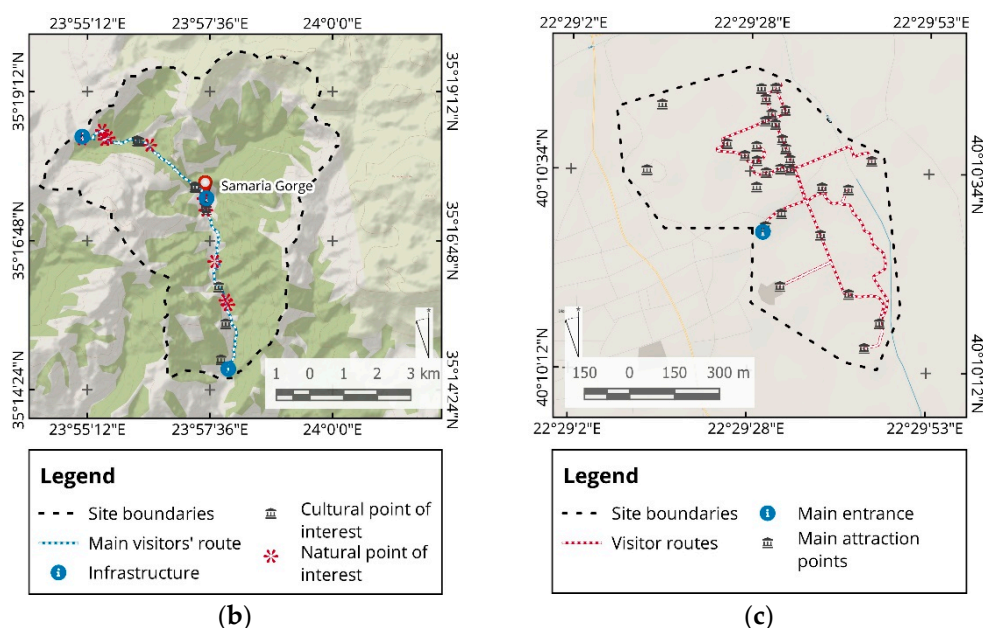 23°55'12"E 23°57'36"E 24°0'0"E
35°19'12"N
35°16'48"N
35°14'24"N
35°19'12"N
35°16'48"N
35°14'24"N
Samaria Gorge
1 0 1 2 3 km
23°55'12"E 23°57'36"E 24°0'0"E
Legend
Site boundaries
Main visitors' route
Infrastructure
Cultural point of
interest
Natural point of
interest
(b)
22°29'2"E 22°29'28"E 22°29'53"E
40°10'34"N
40°10'12"N
40°10'34"N
40°10'12"N
150 0 150 300 m
22°29'2"E 22°29'28"E 22°29'53"E
Legend
Site boundaries
Visitor routes
Main entrance
Main attraction
points
(c)